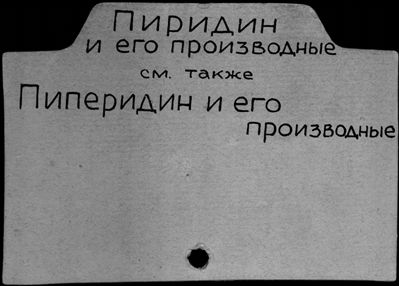 Пиридин
и его производные
см. также
Пиперидин и его
производные